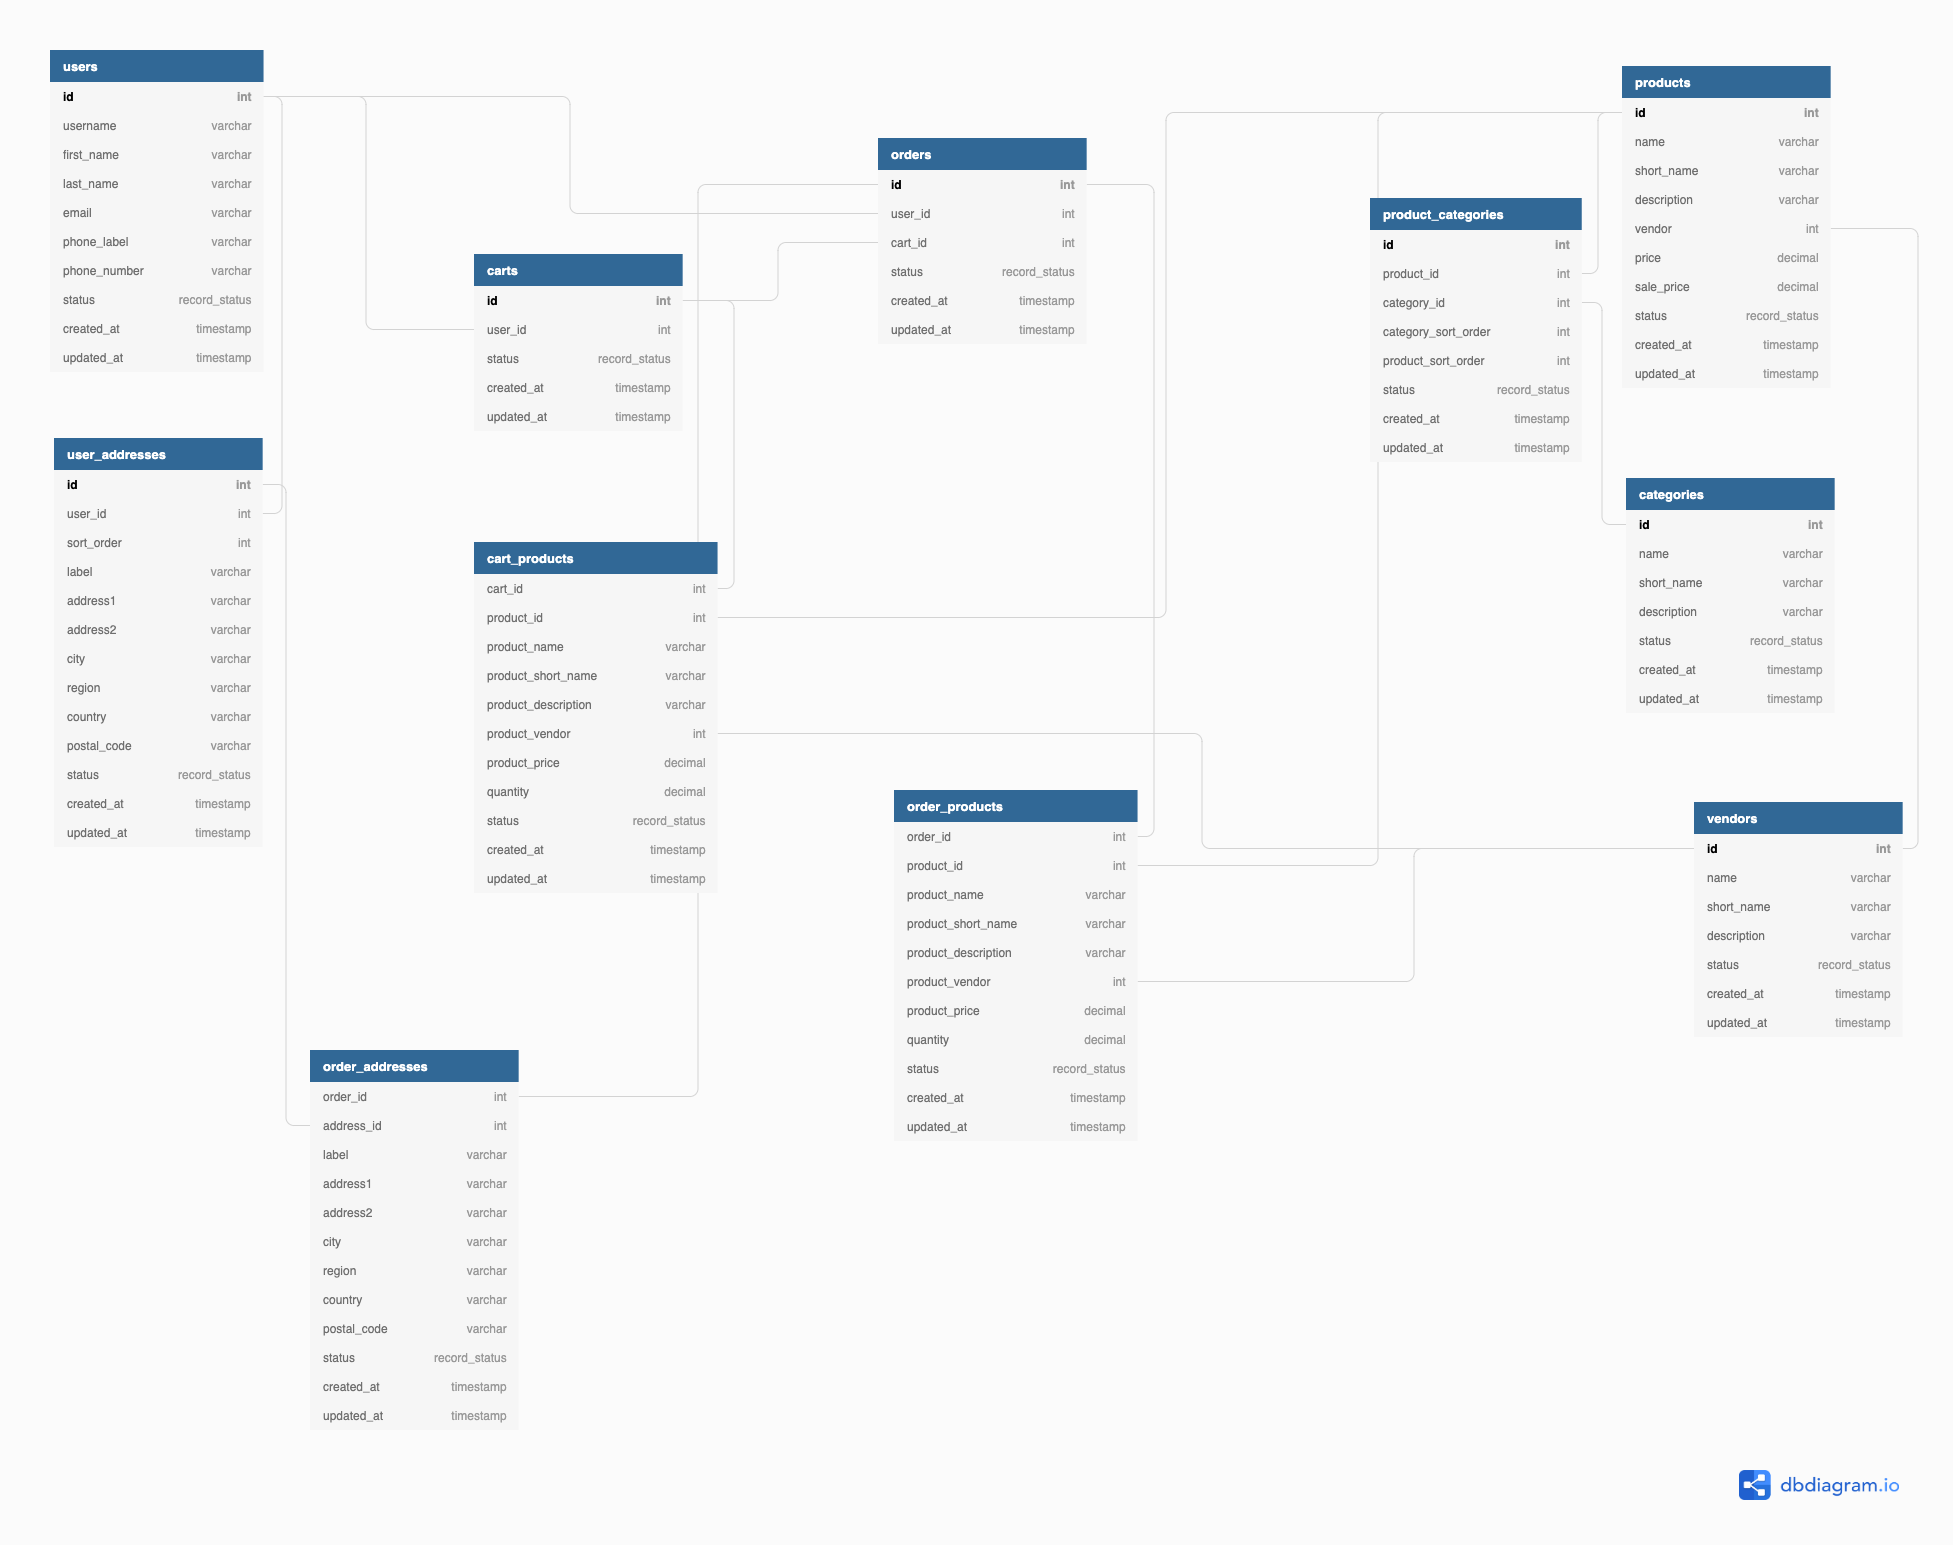 users
id int
username varchar
first_name varchar
last_name varchar
email varchar
phone_label varchar
phone_number varchar
status record_status
created_at timestamp
updated_at timestamp
user_addresses
id int
user_id int
sort_order int
label varchar
address1 varchar
address2 varchar
city varchar
region varchar
country varchar
postal_code varchar
status record_status
created_at timestamp
updated_at timestamp
order_addresses
order_id int
address_id int
label varchar
address1 varchar
address2 varchar
city varchar
region varchar
country varchar
postal_code varchar
status record_status
created_at timestamp
updated_at timestamp
carts
id int
user_id int
status record_status
created_at timestamp
updated_at timestamp
cart_products
cart_id int
product_id int
product_name varchar
product_short_name varchar
product_description varchar
product_vendor int
product_price decimal
quantity decimal
status record_status
created_at timestamp
updated_at timestamp
orders
id int
user_id int
cart_id int
status record_status
created_at timestamp
updated_at timestamp
order_products
order_id int
product_id int
product_name varchar
product_short_name varchar
product_description varchar
product_vendor int
product_price decimal
quantity decimal
status record_status
created_at timestamp
updated_at timestamp
product_categories
id int
product_id int
category_id int
category_sort_order int
product_sort_order int
status record_status
created_at timestamp
updated_at timestamp
products
id int
name varchar
short_name varchar
description varchar
vendor int
price decimal
sale_price decimal
status record_status
created_at timestamp
updated_at timestamp
categories
id int
name varchar
short_name varchar
description varchar
status record_status
created_at timestamp
updated_at timestamp
vendors
id int
name varchar
short_name varchar
description varchar
status record_status
created_at timestamp
updated_at timestamp
dbdiagram.io